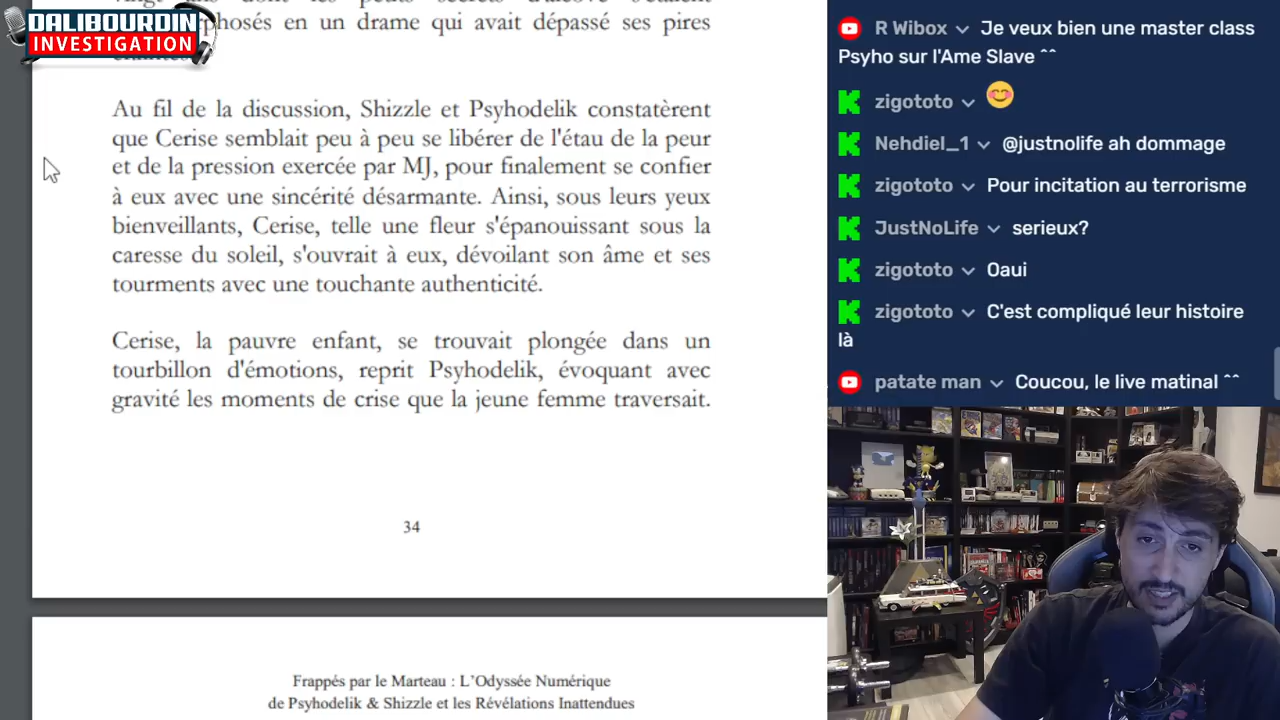 DALIBOURDIN
INVESTIGATION
dont les petits secrets d'alcôve s'étaient
phosés en un drame qui avait dépassé ses pires
Au fil de la discussion, Shizzle et Psyhodelik constatèrent
que Cerise semblait peu à peu se libérer de l'étau de la peur
et de la pression exercée par MJ, pour finalement se confier
à eux avec une sincérité désarmante. Ainsi, sous leurs yeux
bienveillants, Cerise, telle une fleur s'épanouissant sous la
caresse du soleil, s'ouvrait à eux, dévoilant son âme et ses
tourments avec une touchante authenticité.
Cerise, la pauvre enfant, se trouvait plongée dans un
tourbillon d'émotions, reprit Psyhodelik, évoquant avec
gravité les moments de crise que la jeune femme traversait.
34
Frappés par le Marteau : L'Odyssée Numérique
de Psyhodelik & Shizzle et les Révélations Inattendues
R Wibox Je veux bien une master class
Psyho sur l'Ame Slave ^^
zigototo 😊
Nehdiel_1 @justnolife ah dommage
zigototo Pour incitation au terrorisme
JustNoLife serieux?
zigototo Oaui
zigototo C'est compliqué leur histoire
là
patate man Coucou, le live matinal ^^